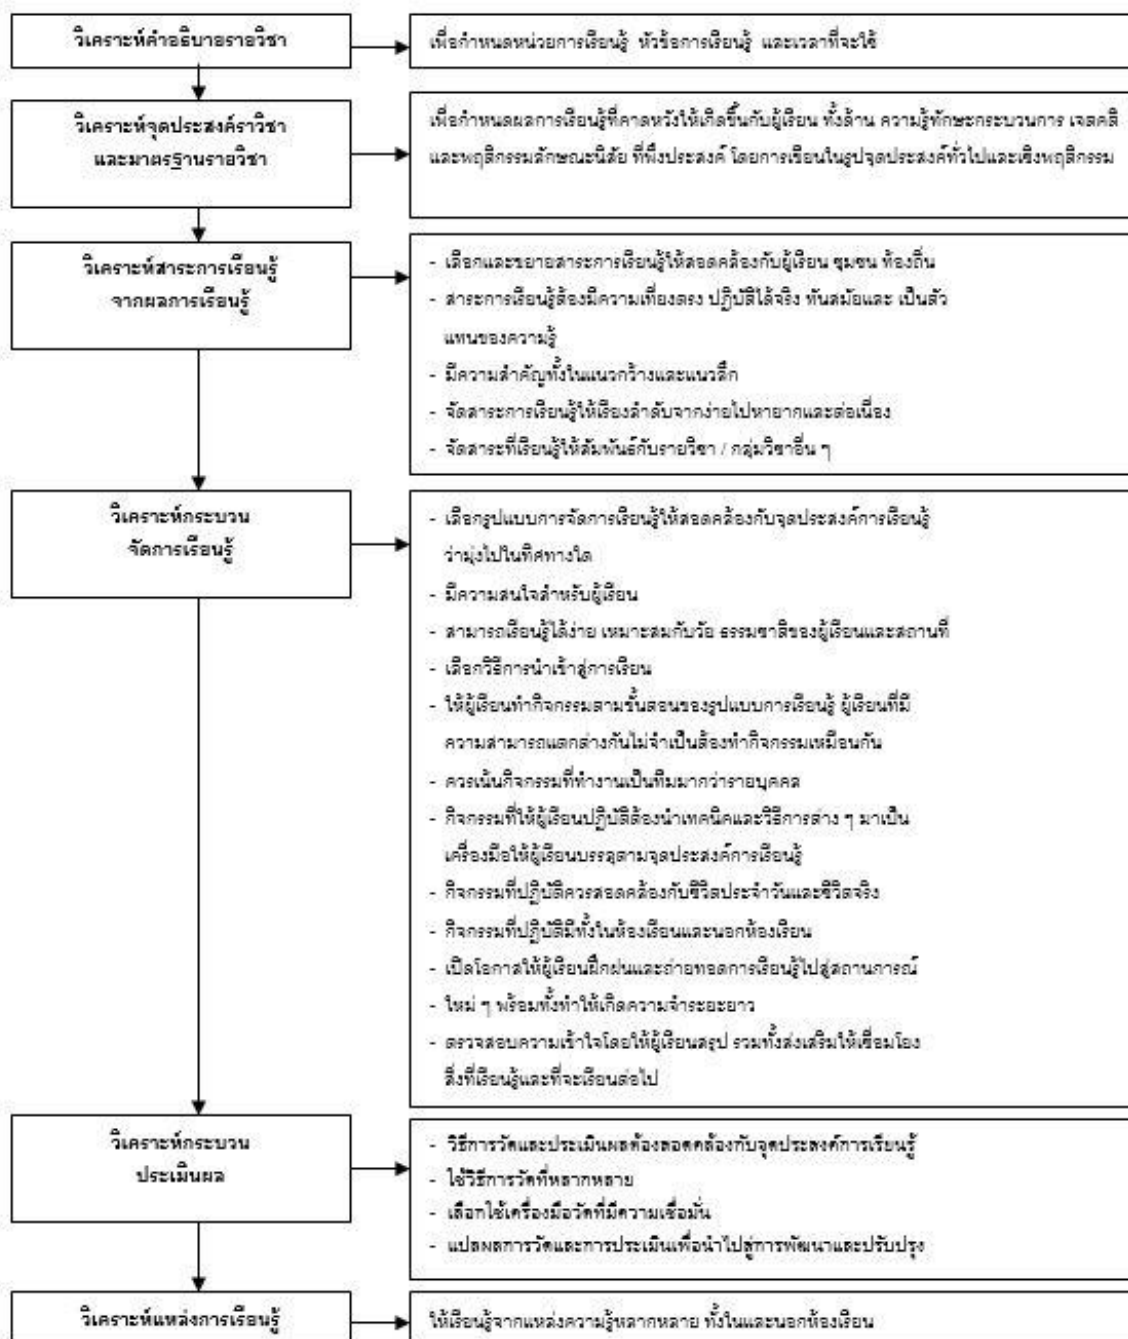 วิเคราะห์คำอธิบายรายวิชา
เพื่อกำหนดหน่วยการเรียนรู้ หัวข้อการเรียนรู้ และเวลาที่จะใช้
วิเคราะห์จุดประสงค์ราวิชา
และมาตรฐานรายวิชา
เพื่อกำหนดผลการเรียนรู้ที่คาดหวังให้เกิดขึ้นกับผู้เรียน ทั้งด้าน ความรู้ทักษะกระบวนการ เจตคติ
และพฤติกรรมลักษณะนิสัย ที่พึงประสงค์ โดยการเขียนในรูปจุดประสงค์ทั่วไปและเชิงพฤติกรรม
วิเคราะห์สาระการเรียนรู้
จากผลการเรียนรู้
- เลือกและขยายสาระการเรียนรู้ให้สอดคล้องกับผู้เรียน ชุมชน ท้องถิ่น
- สาระการเรียนรู้ต้องมีความเที่ยงตรง ปฏิบัติได้จริง ทันสมัยและ เป็นตัว
แทนของความรู้
- มีความสำคัญทั้งในแนวกว้างและแนวลึก
- จัดสาระการเรียนรู้ให้เรียงลำดับจากง่ายไปหายากและต่อเนื่อง
- จัดสาระที่เรียนรู้ให้สัมพันธ์กับรายวิชา / กลุ่มวิชาอื่น ๆ
วิเคราะห์กระบวน
จัดการเรียนรู้
- เลือกรูปแบบการจัดการเรียนรู้ให้สอดคล้องกับจุดประสงค์การเรียนรู้
ว่ามุ่งไปในทิศทางใด
- มีความสนใจสำหรับผู้เรียน
- สามารถเรียนรู้ได้ง่าย เหมาะสมกับวัย ธรรมชาติของผู้เรียนและสถานที่
- เลือกวิธีการนำเข้าสู่การเรียน
- ให้ผู้เรียนทำกิจกรรมตามขั้นตอนของรูปแบบการเรียนรู้ ผู้เรียนที่มี
ความสามารถแตกต่างกันไม่จำเป็นต้องทำกิจกรรมเหมือนกัน
- ควรเน้นกิจกรรมที่ทำงานเป็นทีมมากว่ารายบุคคล
- กิจกรรมที่ให้ผู้เรียนปฏิบัติต้องนำเทคนิคและวิธีการต่าง ๆ มาเป็น
เครื่องมือให้ผู้เรียนบรรลุตามจุดประสงค์การเรียนรู้
- กิจกรรมที่ปฏิบัติควรสอดคล้องกับชีวิตประจำวันและชีวิตจริง
- กิจกรรมที่ปฏิบัติมีทั้งในห้องเรียนและนอกห้องเรียน
- เปิดโอกาสให้ผู้เรียนฝึกฝนและถ่ายทอดการเรียนรู้ไปสู่สถานการณ์
- ใหม่ ๆ พร้อมทั้งทำให้เกิดความจำระยะยาว
- ตรวจสอบความเข้าใจโดยให้ผู้เรียนสรุป รวมทั้งส่งเสริมให้เชื่อมโยง
สิ่งที่เรียนรู้และที่จะเรียนต่อไป
วิเคราะห์กระบวน
ประเมินผล
- วิธีการวัดและประเมินผลต้องสอดคล้องกับจุดประสงค์การเรียนรู้
- ใช้วิธีการวัดที่หลากหลาย
- เลือกใช้เครื่องมือวัดที่มีความเชื่อมั่น
- แปลผลการวัดและการประเมินเพื่อนำไปสู่การพัฒนาและปรับปรุง
วิเคราะห์แหล่งการเรียนรู้
ให้เรียนรู้จากแหล่งความรู้หลากหลาย ทั้งในและนอกห้องเรียน